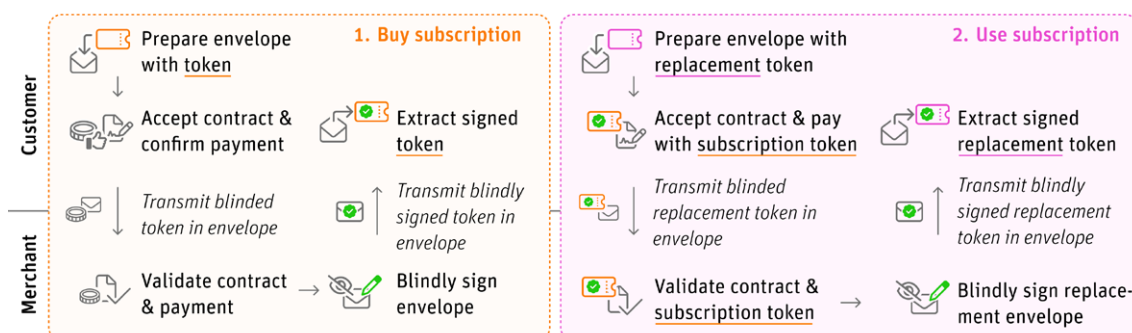 1. Buy subscription
Prepare envelope
with token
Accept contract &
confirm payment
Transmit blinded
token in envelope
Validate contract
& payment
Blindly sign
envelope
Transmit blindly
signed token in
envelope
Extract signed
token
2. Use subscription
Prepare envelope with
replacement token
Accept contract & pay
with subscription token
Transmit blinded
replacement token in
envelope
Validate contract &
subscription token
Blindly sign replace-
ment envelope
Transmit blindly
signed replacement
token in envelope
Extract signed
replacement token
Customer
Merchant